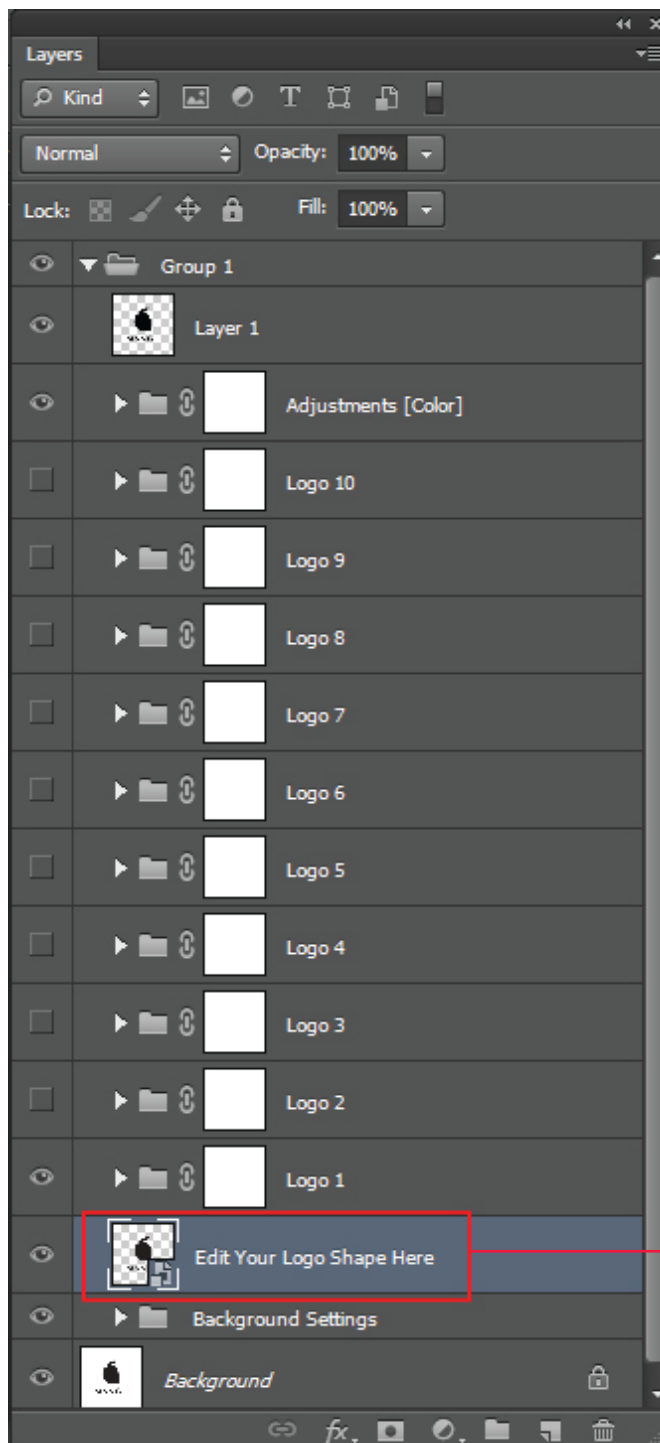 Layers
Kind
Normal Opacity: 100%
Lock: Fill: 100%
Group 1
Layer 1
Adjustments [Color]
Logo 10
Logo 9
Logo 8
Logo 7
Logo 6
Logo 5
Logo 4
Logo 3
Logo 2
Logo 1
Edit Your Logo Shape Here
Background Settings
Background
fx